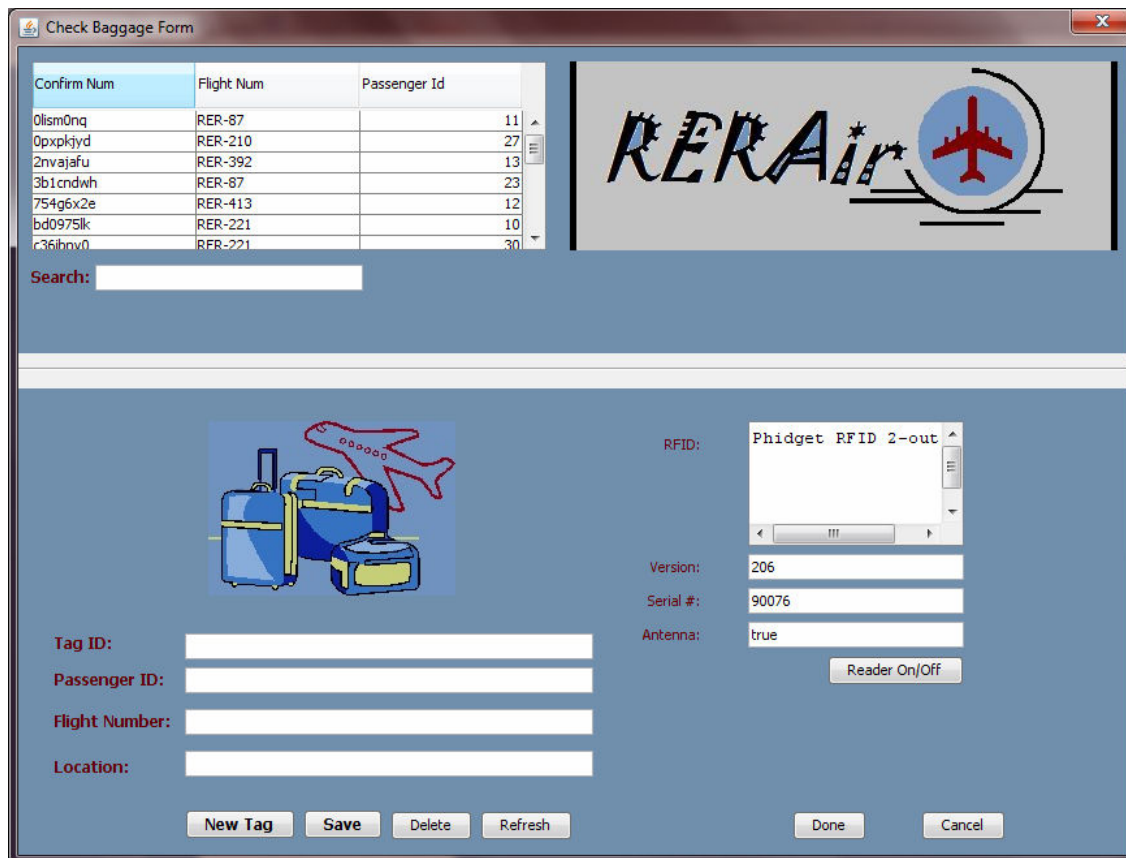 Check Baggage Form
Confirm Num Flight Num Passenger Id
0lism0nq RER-87 11
0pxpkjyd RER-210 27
2nvajafu RER-392 13
3b1cndwh RER-87 23
754g6x2e RER-413 12
bd0975lk RER-221 10
RER-221 30
RERAir
Search:
RFID: Phidget RFID 2-out
Version: 206
Serial #: 90076
Antenna: true
Reader On/Off
Tag ID:
Passenger ID:
Flight Number:
Location:
New Tag Save Delete Refresh Done Cancel